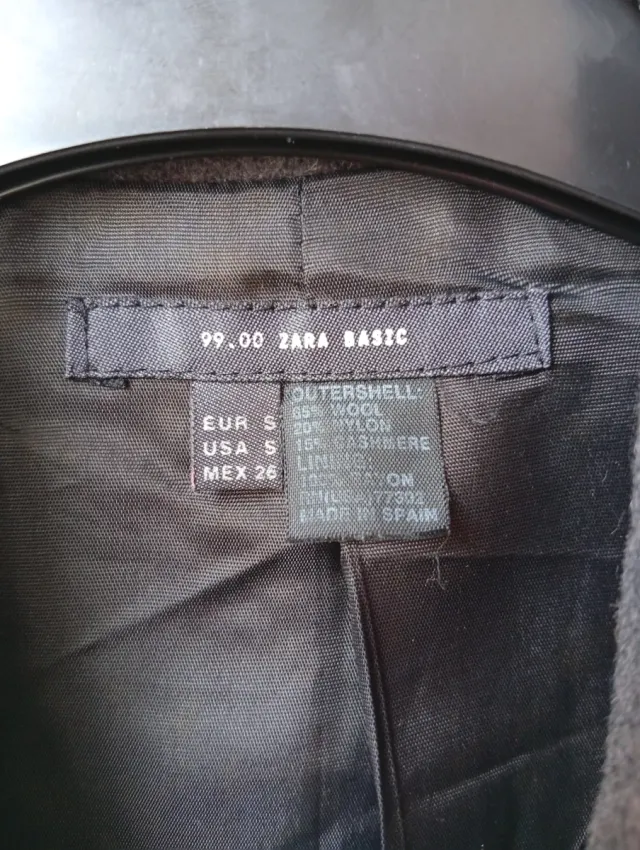 99.00 ZARA BASIC
EUR S
USA S
MEX 26
OUTERSHELL:
65% WOOL
20% NYLON
15% CASHMERE
LINING
77302
MADE IN SPAIN